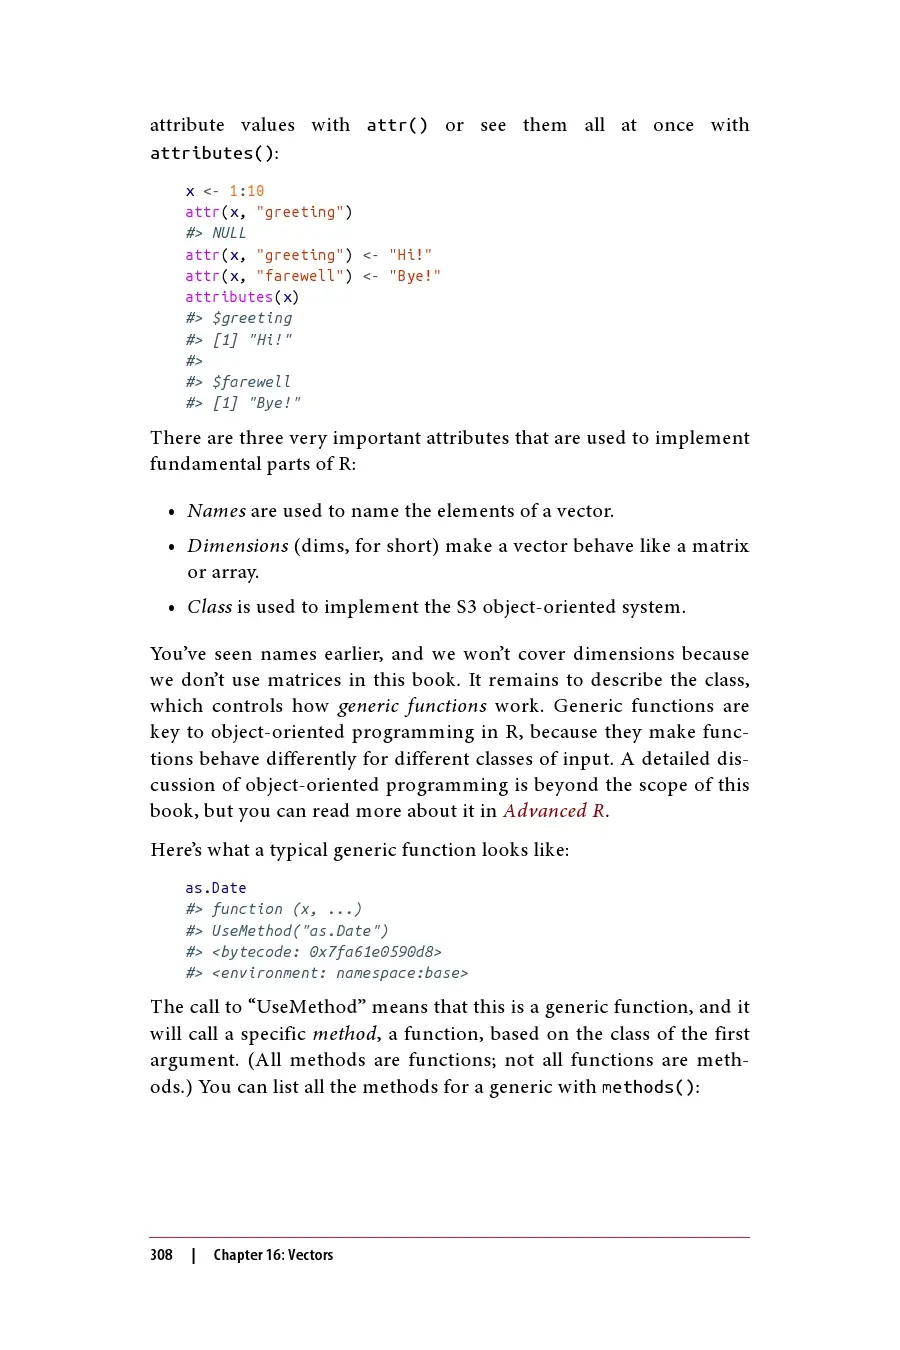 attribute values with attr() or see them all at once with
attributes():
x <- 1:10
attr(x, "greeting")
#> NULL
attr(x, "greeting") <- "Hi!"
attr(x, "farewell") <- "Bye!"
attributes(x)
#> $greeting
#> [1] "Hi!"
#>
#> $farewell
#> [1] "Bye!"
There are three very important attributes that are used to implement
fundamental parts of R:
• Names are used to name the elements of a vector.
• Dimensions (dims, for short) make a vector behave like a matrix
or array.
• Class is used to implement the S3 object-oriented system.
You’ve seen names earlier, and we won’t cover dimensions because
we don’t use matrices in this book. It remains to describe the class,
which controls how generic functions work. Generic functions are
key to object-oriented programming in R, because they make func-
tions behave differently for different classes of input. A detailed dis-
cussion of object-oriented programming is beyond the scope of this
book, but you can read more about it in Advanced R.
Here’s what a typical generic function looks like:
as.Date
#> function (x, ...)
#> UseMethod("as.Date")
#> <bytecode: 0x7fa61e0590d8>
#> <environment: namespace:base>
The call to “UseMethod” means that this is a generic function, and it
will call a specific method, a function, based on the class of the first
argument. (All methods are functions; not all functions are meth-
ods.) You can list all the methods for a generic with methods():
308 | Chapter 16: Vectors